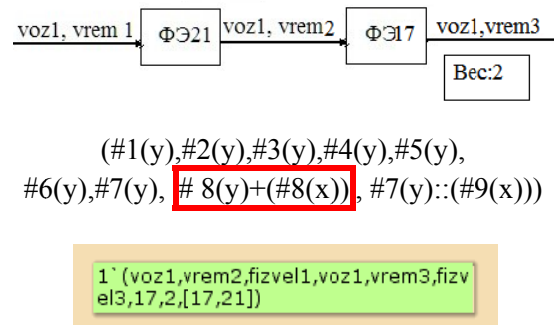 voz1, vrem 1 ФЭ21 voz1, vrem2 ФЭ17 voz1,vrem3
Вес:2
(#1(y),#2(y),#3(y),#4(y),#5(y),
#6(y),#7(y), # 8(y)+(#8(x)), #7(y)::(#9(x)))
1`(voz1,vrem2,fizvel1,voz1,vrem3,fizv
el3,17,2,[17,21])